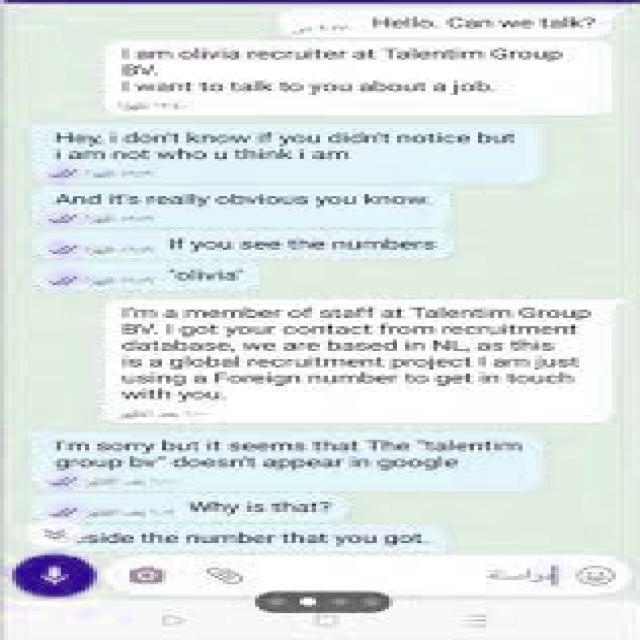 Hello. Can we talk?
I am olivia recruiter at Talentim Group
BV.
I want to talk to you about a job.
Hey, i don't know if you didn't notice but
i am not who u think i am
And it's really obvious you know.
If you see the numbers
"olivia"
I'm a member of staff at Talentim Group
BV. I got your contact from recruitment
database, we are based in NL, as this
is a global recruitment project I am just
using a Foreign number to get in touch
with you.
I'm sorry but it seems that The "talentim
group bv" doesn't appear in google
Why is that?
side the number that you got.